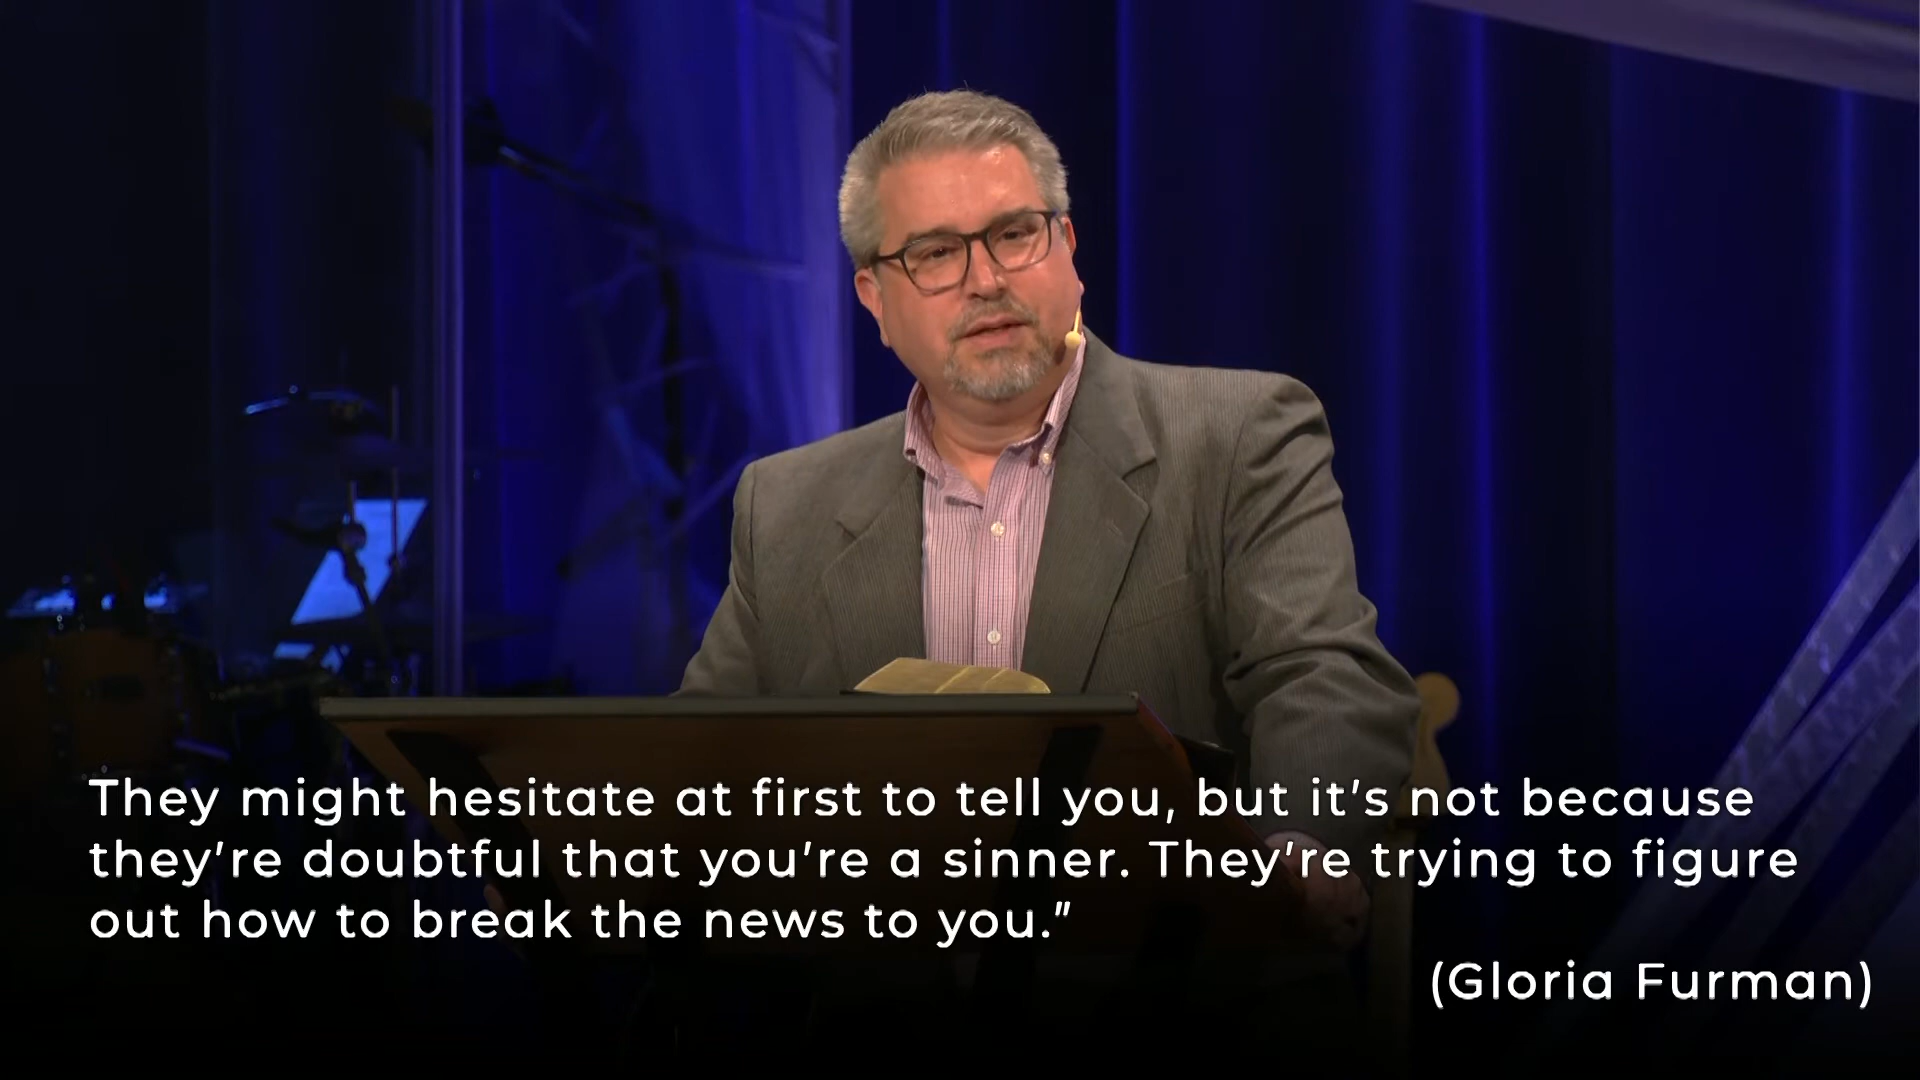 They might hesitate at first to tell you, but it's not because
they're doubtful that you're a sinner. They're trying to figure
out how to break the news to you."
(Gloria Furman)